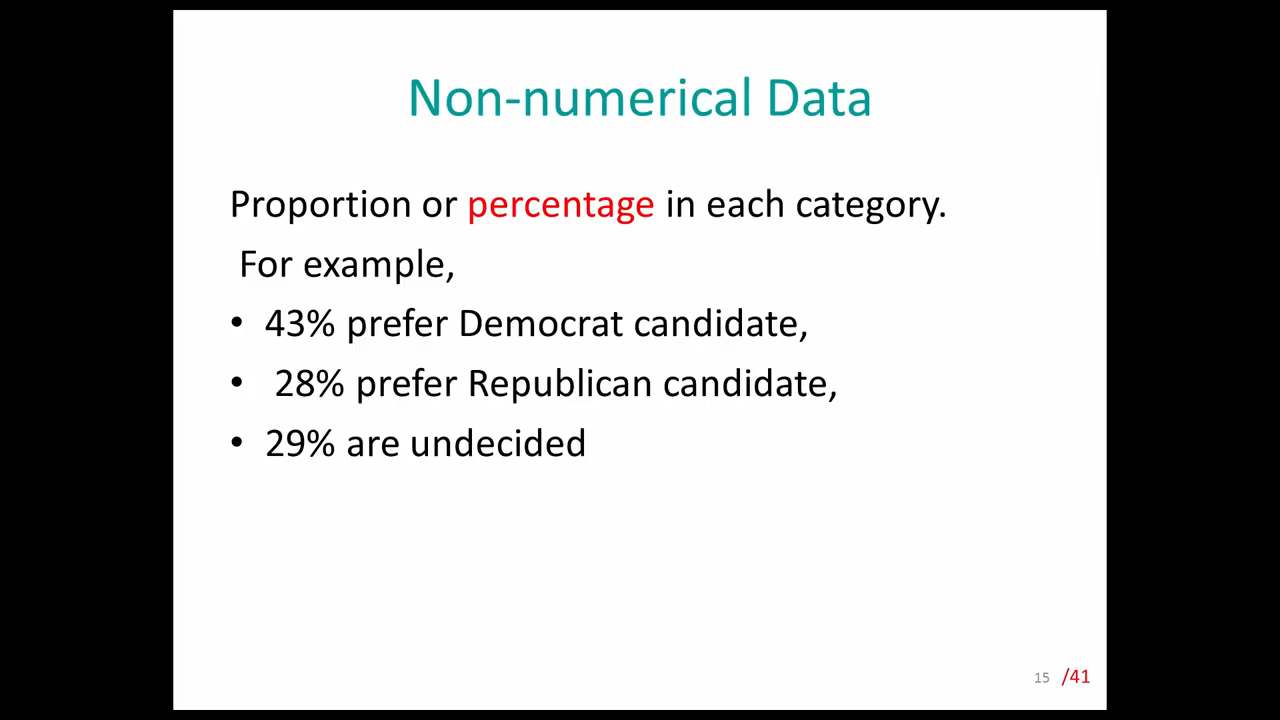 Non-numerical Data
Proportion or percentage in each category.
For example,
• 43% prefer Democrat candidate,
• 28% prefer Republican candidate,
• 29% are undecided
15 /41